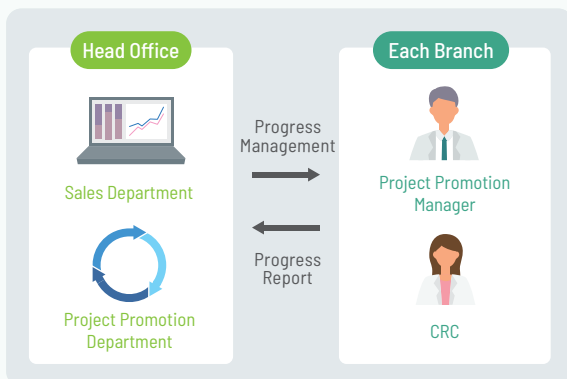 Head Office
Each Branch
Sales Department
Project Promotion
Department
Progress
Management
Progress
Report
Project Promotion
Manager
CRC